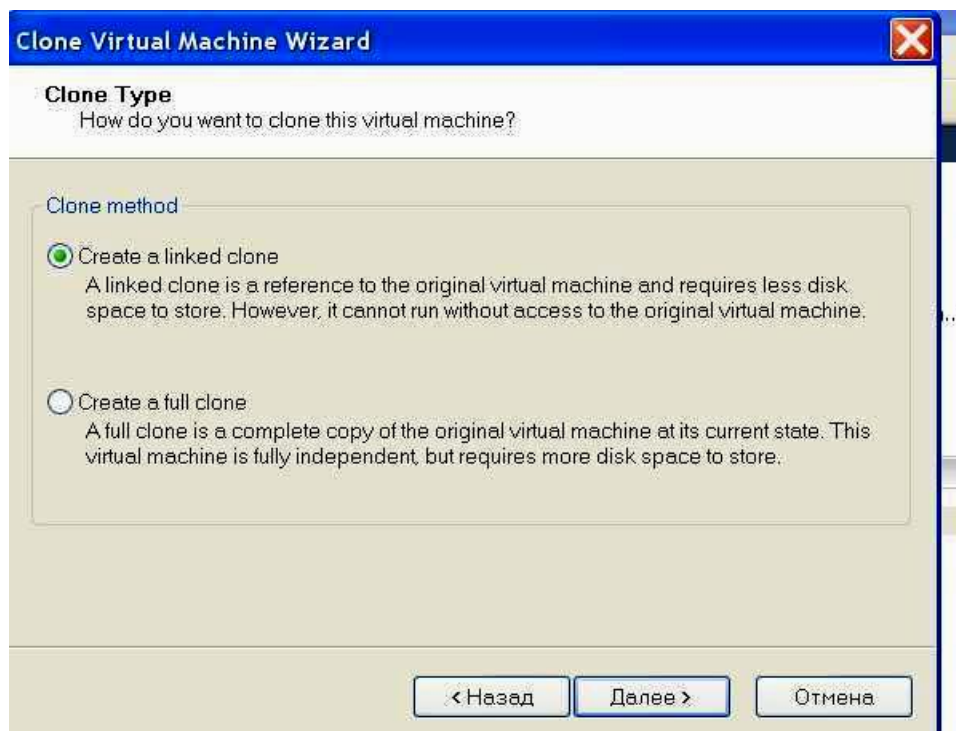 Clone Virtual Machine Wizard
Clone Type
How do you want to clone this virtual machine?
Clone method
Create a linked clone
A linked clone is a reference to the original virtual machine and requires less disk
space to store. However, it cannot run without access to the original virtual machine.
Create a full clone
A full clone is a complete copy of the original virtual machine at its current state. This
virtual machine is fully independent, but requires more disk space to store.
< Назад
Далее >
Отмена